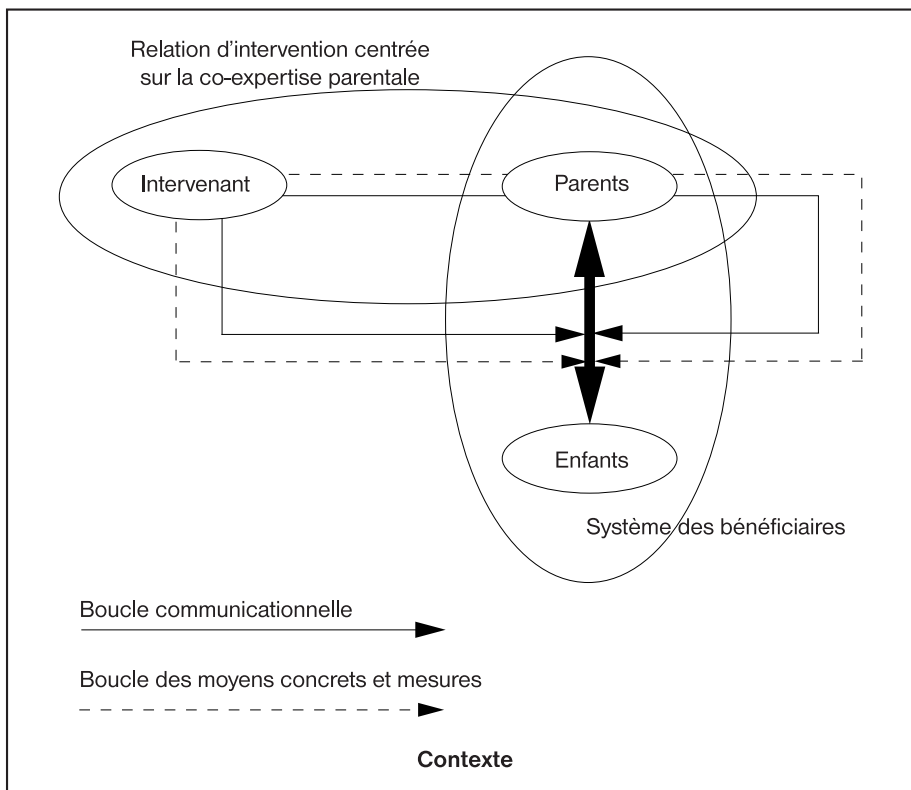 Relation d'intervention centrée
sur la co-expertise parentale
Intervenant
Parents
Enfants
Système des bénéficiaires
Boucle communicationnelle
Boucle des moyens concrets et mesures
Contexte